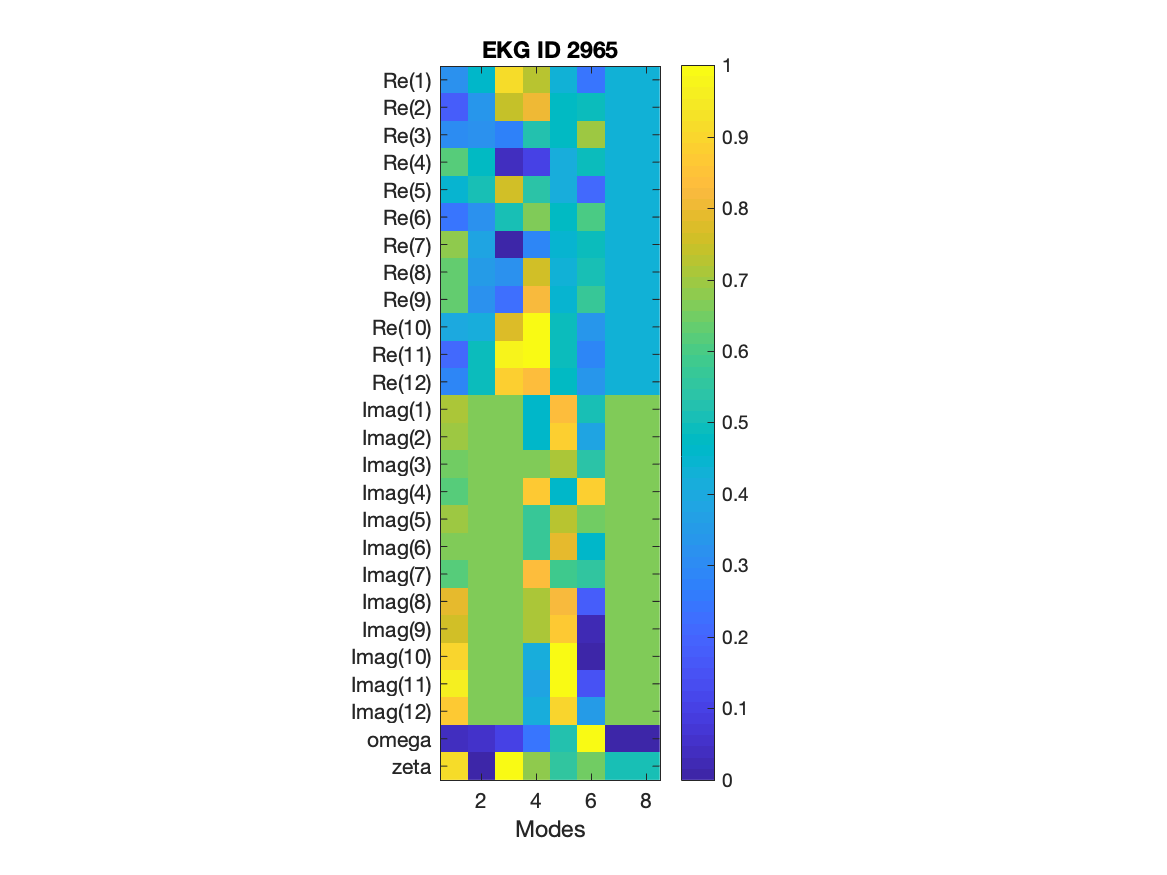 EKG ID 2965
Re(1)
Re(2)
Re(3)
Re(4)
Re(5)
Re(6)
Re(7)
Re(8)
Re(9)
Re(10)
Re(11)
Re(12)
Imag(1)
Imag(2)
Imag(3)
Imag(4)
Imag(5)
Imag(6)
Imag(7)
Imag(8)
Imag(9)
Imag(10)
Imag(11)
Imag(12)
omega
zeta
2 4 6 8
Modes
1
0.9
0.8
0.7
0.6
0.5
0.4
0.3
0.2
0.1
0